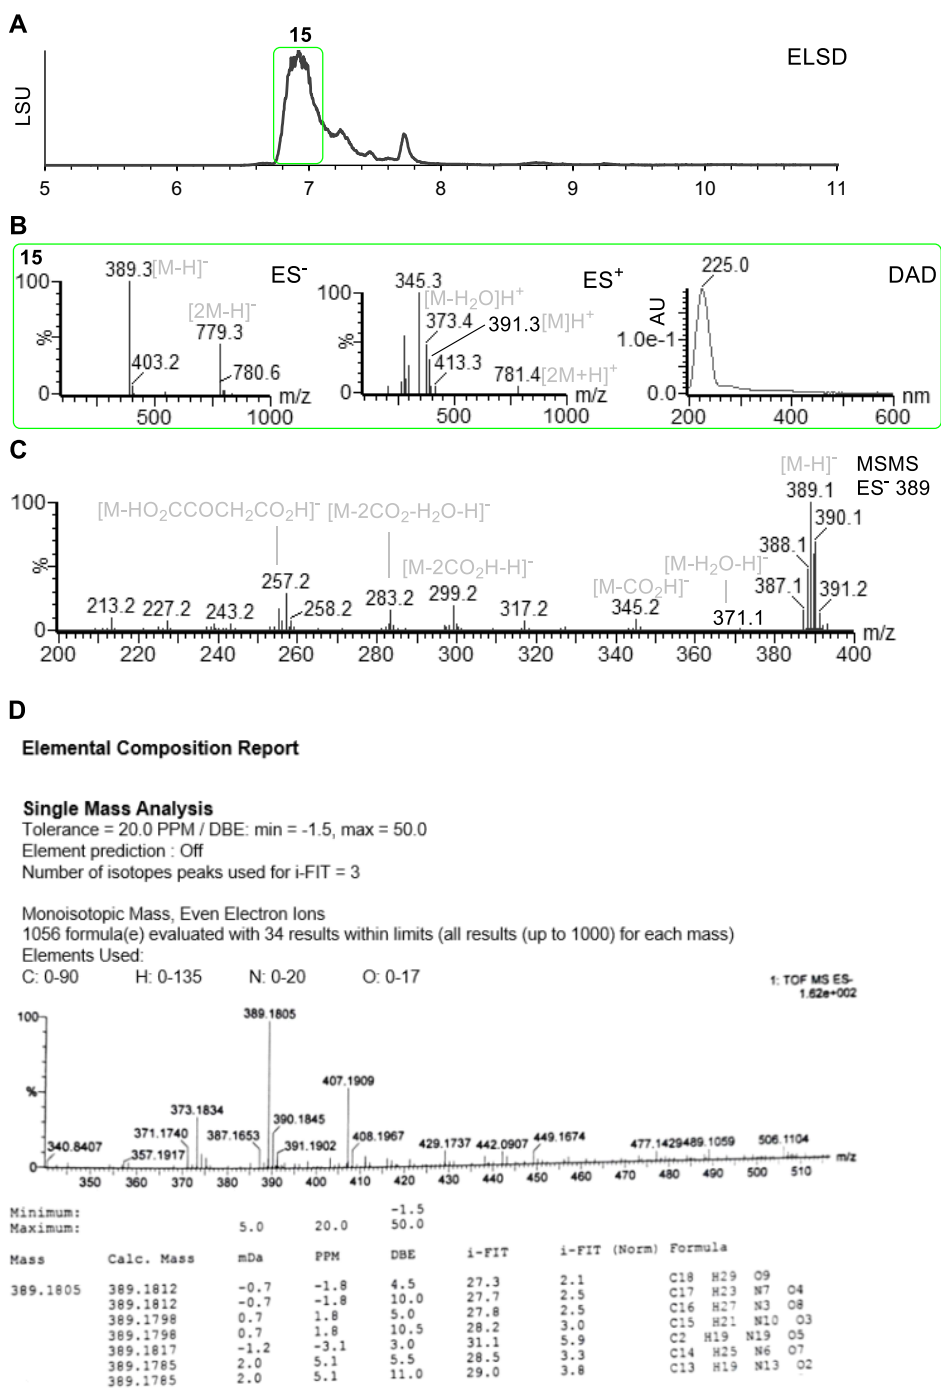 A
15
ELSD
LSU
5 6 7 8 9 10 11
B
15
389.3 [M-H]-
ES-
100
[2M-H]-
779.3
%
403.2
780.6
0
m/z
500 1000
345.3
ES+
100
[M-H2O]H+
373.4
391.3 [M]H+
%
413.3
781.4 [2M+H]+
0
m/z
500 1000
225.0
DAD
AU
1.0e-1
0.0
nm
200 400 600
C
[M-H]-
MSMS
ES- 389
389.1
100
[M-HO2CCOCH2CO2H]-
[M-2CO2-H2O-H]-
390.1
388.1
[M-2CO2H-H]-
[M-H2O-H]-
%
257.2
[M-CO2H]-
387.1
391.2
213.2
227.2
243.2
258.2
283.2
299.2
317.2
345.2
371.1
0
m/z
200 220 240 260 280 300 320 340 360 380 400
D
Elemental Composition Report
Single Mass Analysis
Tolerance = 20.0 PPM / DBE: min = -1.5, max = 50.0
Element prediction : Off
Number of isotopes peaks used for i-FIT = 3
Monoisotopic Mass, Even Electron Ions
1056 formula(e) evaluated with 34 results within limits (all results (up to 1000) for each mass)
Elements Used:
C: 0-90 H: 0-135 N: 0-20 O: 0-17
1: TOF MS ES-
1.62e+002
100
389.1805
407.1909
%
373.1834
371.1740
387.1653
390.1845
340.8407
357.1917
391.1902
408.1967
429.1737
442.0907
449.1674
477.1429
489.1059
506.1104
0
m/z
350 360 370 380 390 400 410 420 430 440 450 460 470 480 490 500 510
Minimum: -1.5
Maximum: 5.0 20.0 50.0
Mass Calc. Mass mDa PPM DBE i-FIT i-FIT (Norm) Formula
389.1805 389.1812 -0.7 -1.8 4.5 27.3 2.1 C18 H29 O9
389.1812 -0.7 -1.8 10.0 27.7 2.5 C17 H23 N7 O4
389.1798 0.7 1.8 5.0 27.8 2.5 C16 H27 N3 O8
389.1798 0.7 1.8 10.5 28.2 3.0 C15 H21 N10 O3
389.1817 -1.2 -3.1 3.0 31.1 5.9 C2 H19 N19 O5
389.1785 2.0 5.1 5.5 28.5 3.3 C14 H25 N6 O7
389.1785 2.0 5.1 11.0 29.0 3.8 C13 H19 N13 O2